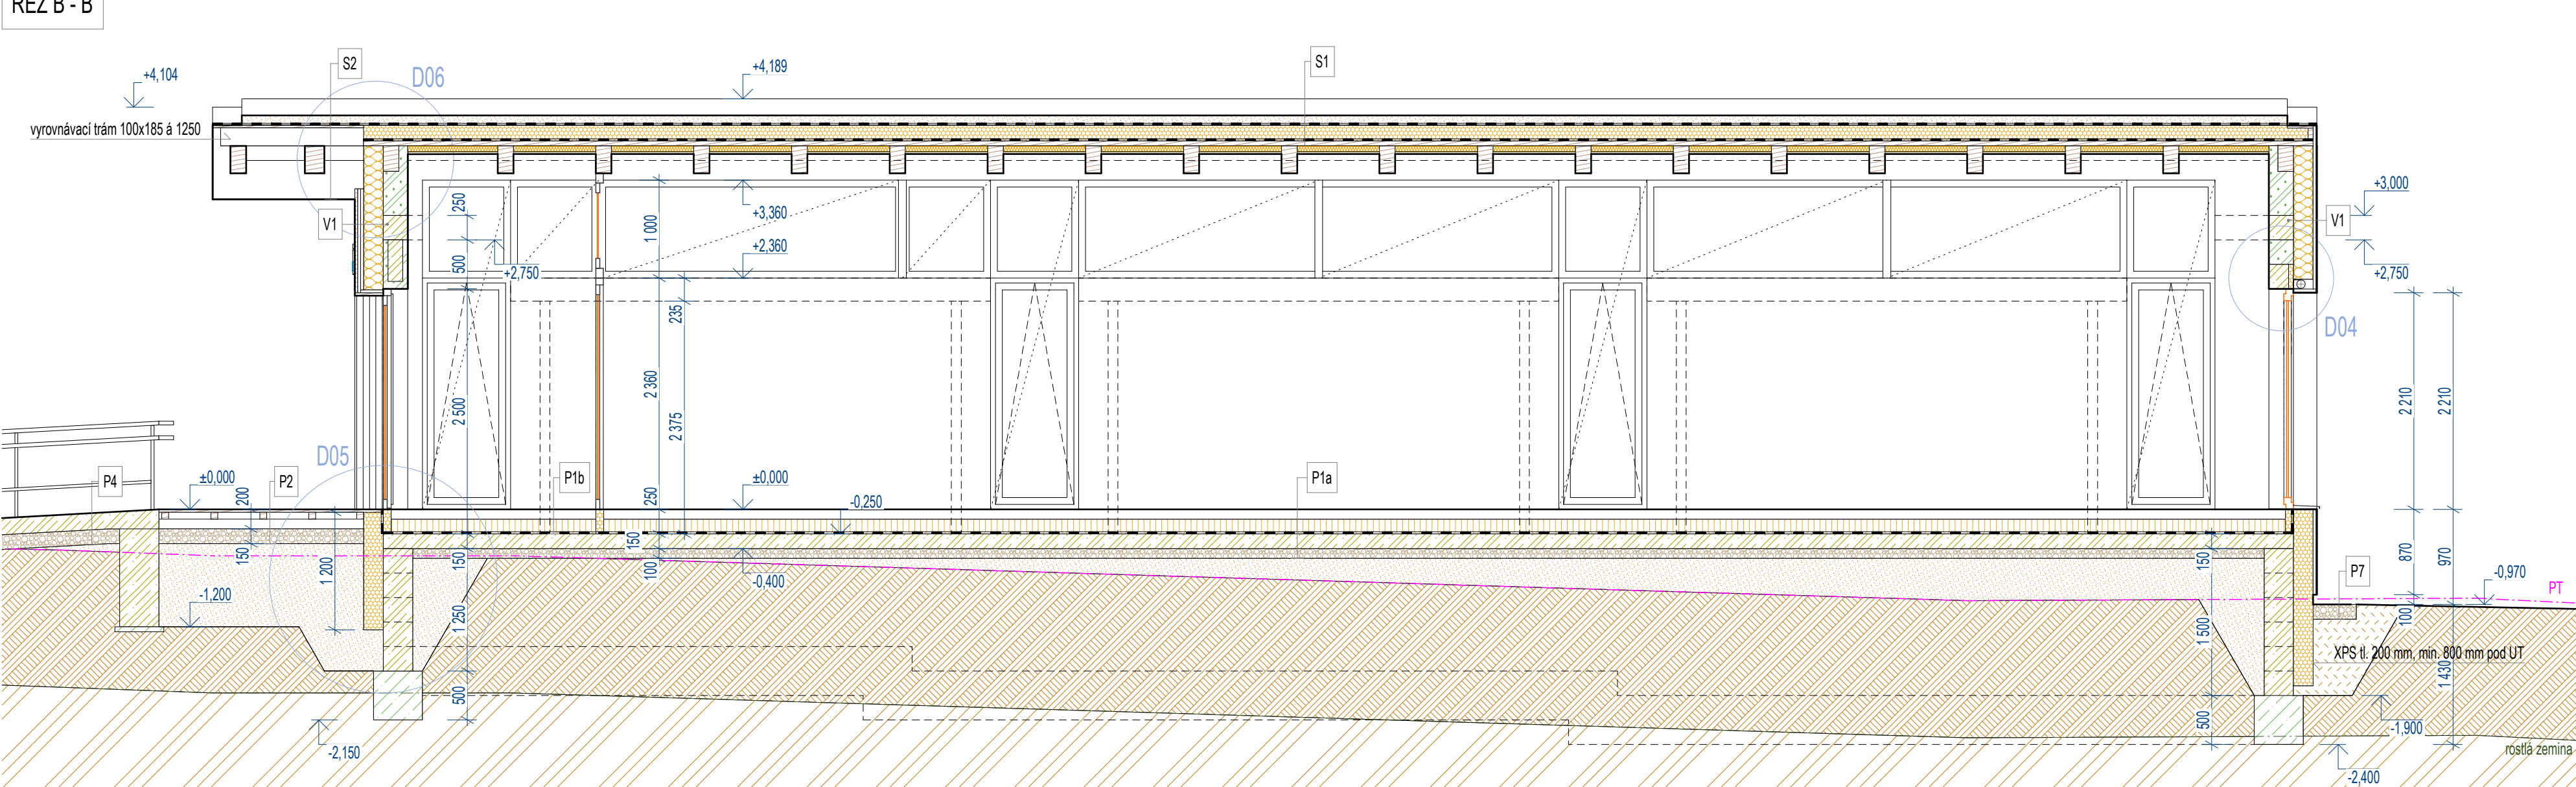 ŘEZ B - B
S2
D06
+4,104
+4,189
S1
vyrovnávací trám 100x185 á 1250
V1
250
500
+2,750
1 000
+3,360
+2,360
+3,000
V1
+2,750
D04
235
2 500
2 360
2 375
2 210
2 210
D05
P4
±0,000
200
P2
P1b
250
±0,000
-0,250
P1a
150
1 200
150
150
100
-0,400
150
870
970
P7
-0,970
PT
-1,200
1 250
1 500
100
XPS tl. 200 mm, min. 800 mm pod UT
1 430
500
500
-2,150
-1,900
rostlá zemina
-2,400